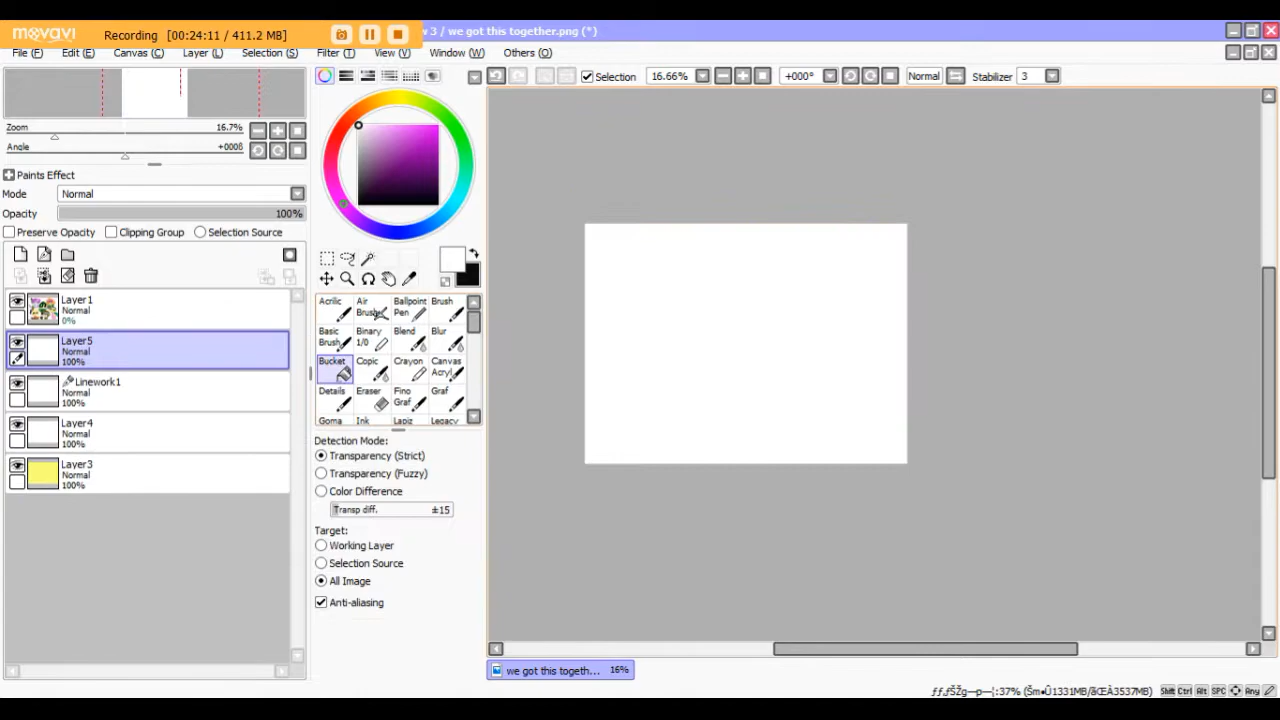 movavi Recording [00:24:11 / 411.2 MB] w 3 / we got this together.png (*)
File (F) Edit (E) Canvas (C) Layer (L) Selection (S) Filter (T) View (V) Window (W) Others (O)
Selection 16.66% +000° Normal Stabilizer 3
Zoom 16.7%
Angle +000ß
Paints Effect
Mode Normal
Opacity 100%
Preserve Opacity Clipping Group Selection Source
Layer1
Normal
0%
Layer5
Normal
100%
Linework1
Normal
100%
Layer4
Normal
100%
Layer3
Normal
100%
Acrilic Air Brush Ballpoint Pen Brush
Basic Brush Binary 1/0 Blend Blur
Bucket Copic Crayon Canvas Acryl
Details Eraser Fino Graf Graf
Goma Ink Lapiz Legacy
Detection Mode:
Transparency (Strict)
Transparency (Fuzzy)
Color Difference
Transp diff. ±15
Target:
Working Layer
Selection Source
All Image
Anti-aliasing
we got this togeth... 16%
Shift Ctrl Alt SPC Any